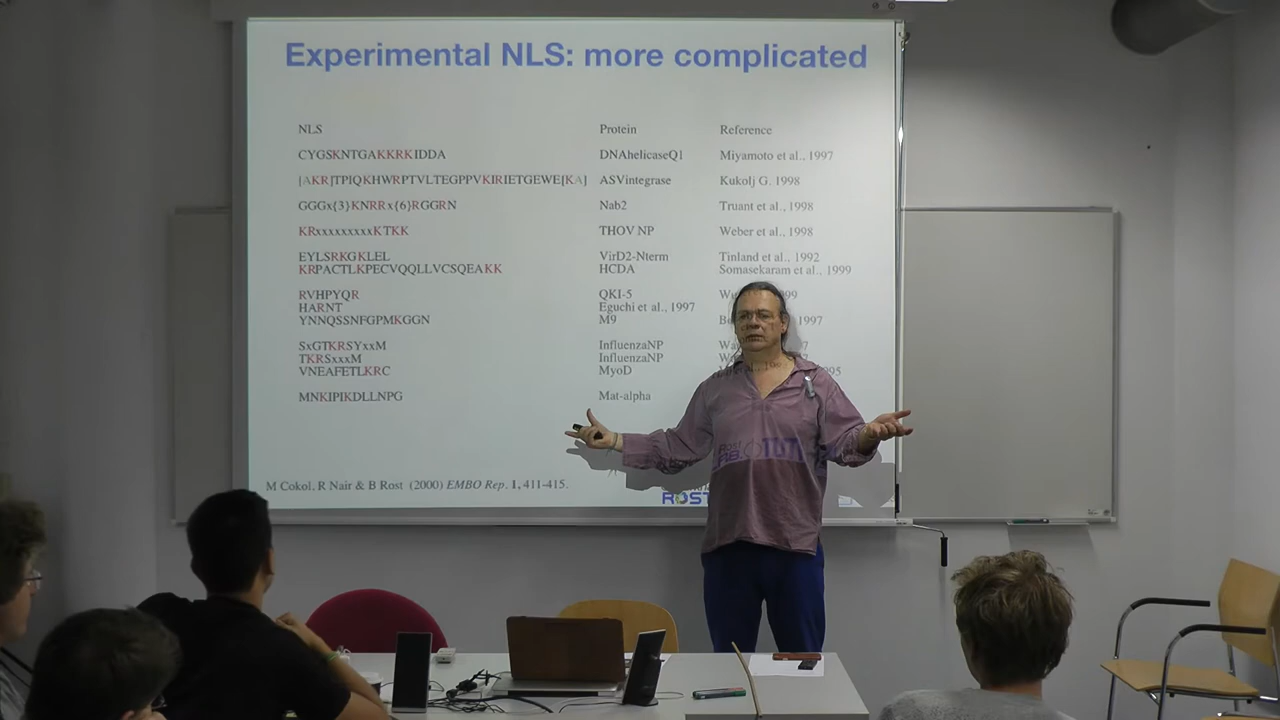 Experimental NLS: more complicated
NLS Protein Reference
CYGSKNTGAKKRKIDDA DNAhelicaseQ1 Miyamoto et al., 1997
[AKR]TPIQKHWRPTVLTEGPPVKIRIETGEWE[KA] ASVintegrase Kukolj G. 1998
GGGx{3}KNRRx{6}RGGRN Nab2 Truant et al., 1998
KRxxxxxxxxxKTKK THOV NP Weber et al., 1998
EYLSRKGKLEL VirD2-Nterm Tinland et al., 1992
KRPACTLKPECVQQLLVCSQEAKK HCDA Somasekaram et al., 1999
RVHPYQR QKI-5
HARNT Eguchi et al., 1997
YNNQSSNFGPMKGGN M9 1997
SxGTKRSYxxM InfluenzaNP
TKRSxxxM InfluenzaNP
VNEAFETLKRC MyoD
MNKIPIKDLLNPG Mat-alpha
M Cokol, R Nair & B Rost (2000) EMBO Rep. 1, 411-415.
ROST